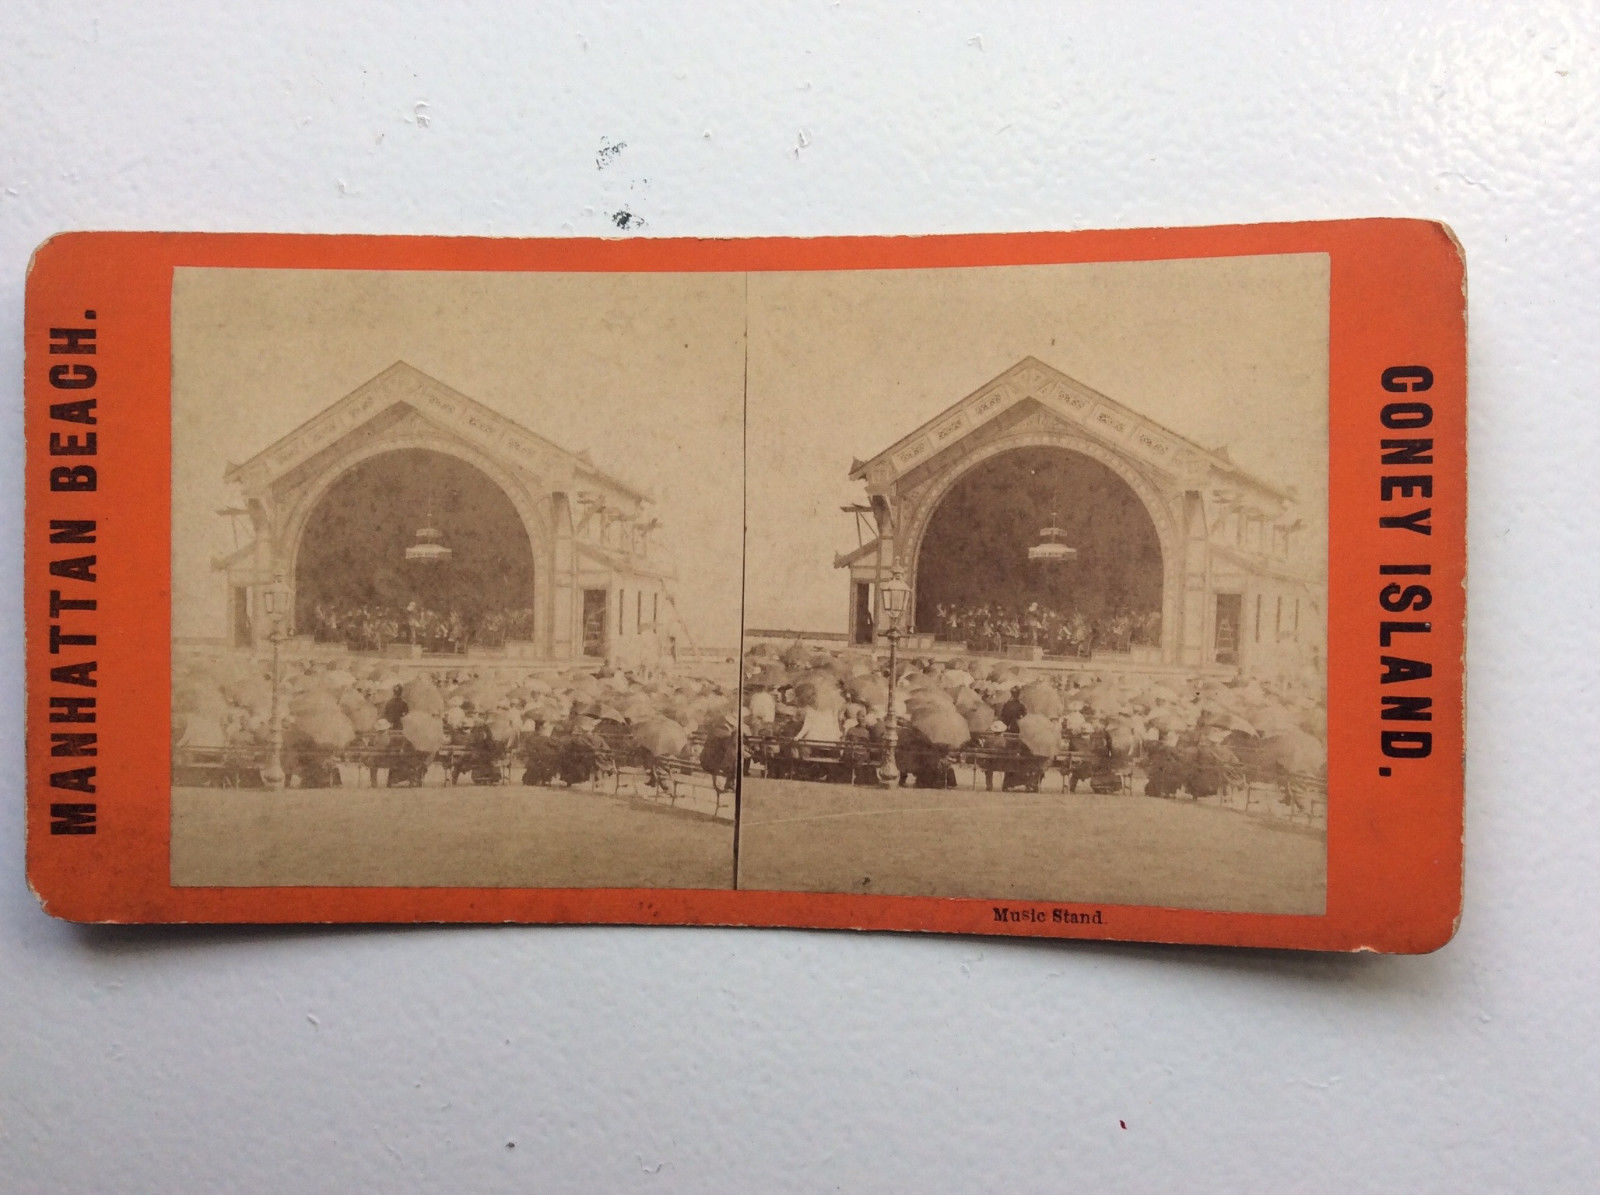 MANHATTAN BEACH.
CONEY ISLAND.
Music Stand.